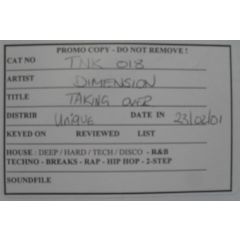 PROMO COPY - DO NOT REMOVE !
CAT NO TNK 018
ARTIST DIMENSION
TITLE TAKING OVER
DISTRIB UNIQUE DATE IN 23/02/01
KEYED ON REVIEWED LIST
HOUSE / DEEP / HARD / TECH / DISCO - R&B
TECHNO - BREAKS - RAP - HIP HOP - 2-STEP
SOUNDFILE